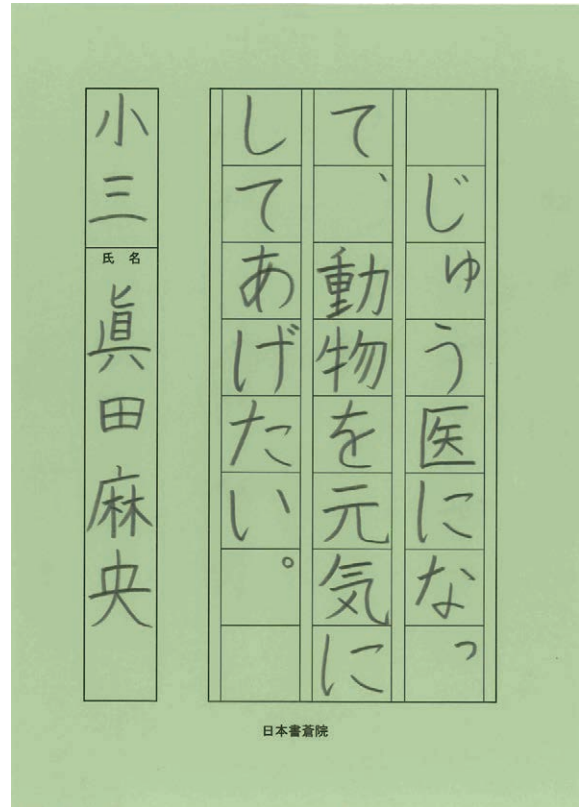 じゅう医になっ
て、動物を元気に
してあげたい。
小三
氏名
眞田麻央
日本書蒼院